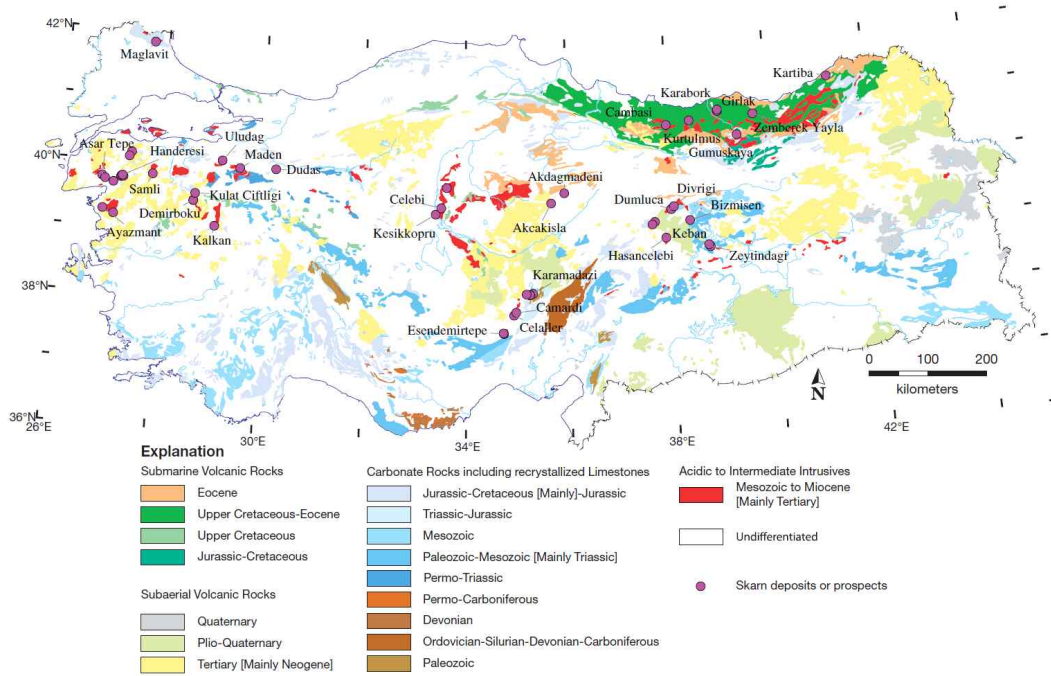 42°N
Maglavit
Kartiba
Karabork
Girlak
Cambasi
Zemberek Yayla
Kurtulmus
Gumuskaya
Uludag
Asar Tepe
Handeresi
Maden
40°N
Dudas
Samli
Kulat Ciftligi
Demirboku
Ayazmant
Kalkan
Celebi
Kesikkopru
Akdagmadeni
Akcakisla
Divrigi
Dumluca
Bizmisen
Keban
Hasancelebi
Zeytindagi
38°N
Karamadazi
Camardi
Esendemirtepe
Celaller
0 100 200
kilometers
N
36°N
26°E
30°E
34°E
38°E
42°E
Explanation
Submarine Volcanic Rocks
Eocene
Upper Cretaceous-Eocene
Upper Cretaceous
Jurassic-Cretaceous
Subaerial Volcanic Rocks
Quaternary
Plio-Quaternary
Tertiary [Mainly Neogene]
Carbonate Rocks including recrystallized Limestones
Jurassic-Cretaceous [Mainly]-Jurassic
Triassic-Jurassic
Mesozoic
Paleozoic-Mesozoic [Mainly Triassic]
Permo-Triassic
Permo-Carboniferous
Devonian
Ordovician-Silurian-Devonian-Carboniferous
Paleozoic
Acidic to Intermediate Intrusives
Mesozoic to Miocene
[Mainly Tertiary]
Undifferentiated
Skarn deposits or prospects